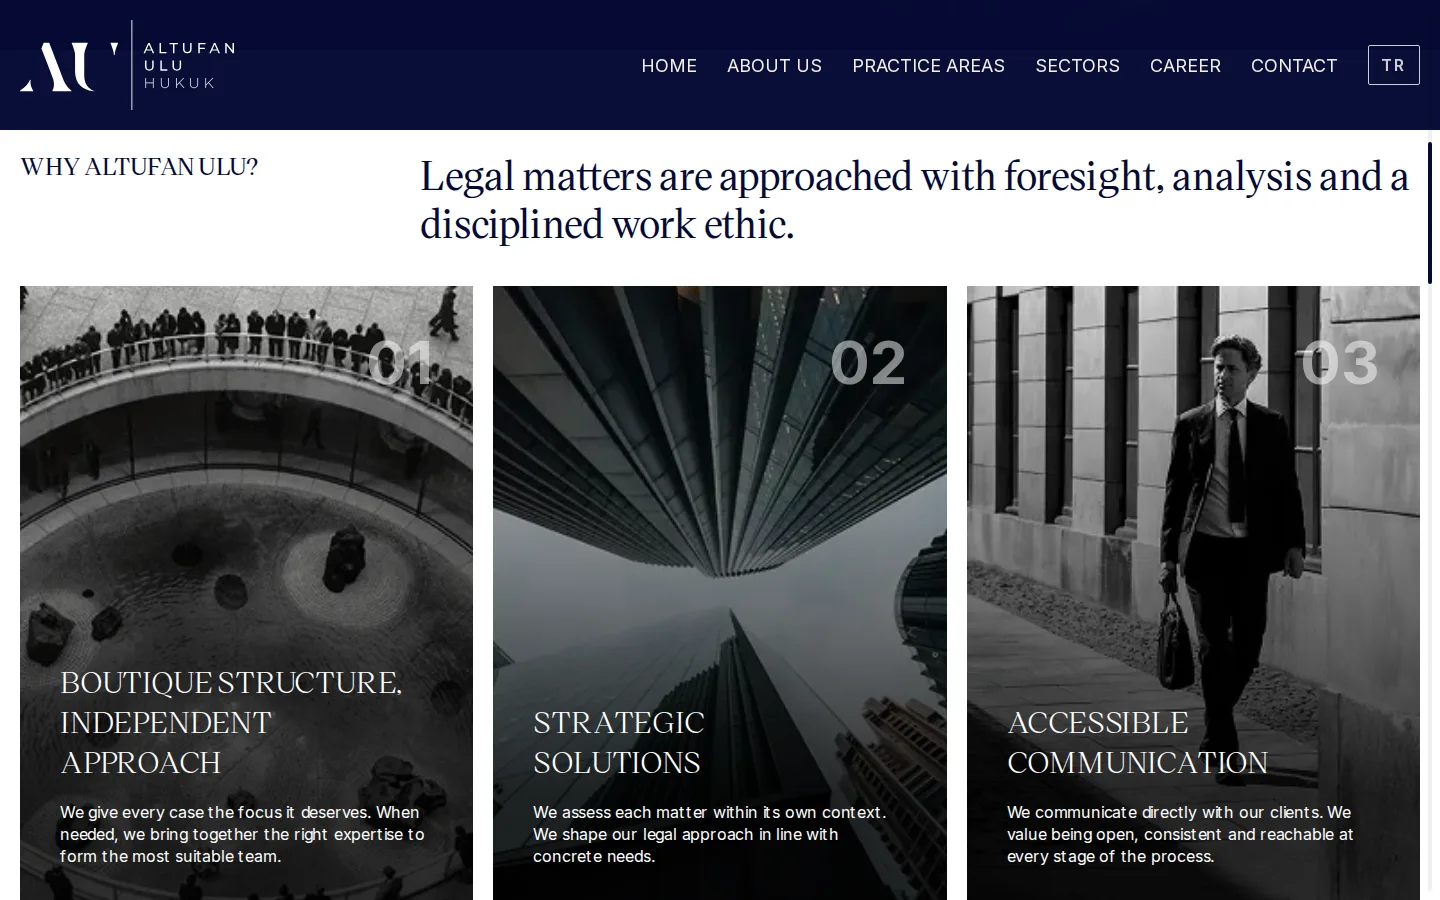 AU
ALTUFAN
ULU
HUKUK
HOME
ABOUT US
PRACTICE AREAS
SECTORS
CAREER
CONTACT
TR
WHY ALTUFAN ULU?
Legal matters are approached with foresight, analysis and a
disciplined work ethic.
01
BOUTIQUE STRUCTURE,
INDEPENDENT
APPROACH
We give every case the focus it deserves. When
needed, we bring together the right expertise to
form the most suitable team.
02
STRATEGIC
SOLUTIONS
We assess each matter within its own context.
We shape our legal approach in line with
concrete needs.
03
ACCESSIBLE
COMMUNICATION
We communicate directly with our clients. We
value being open, consistent and reachable at
every stage of the process.